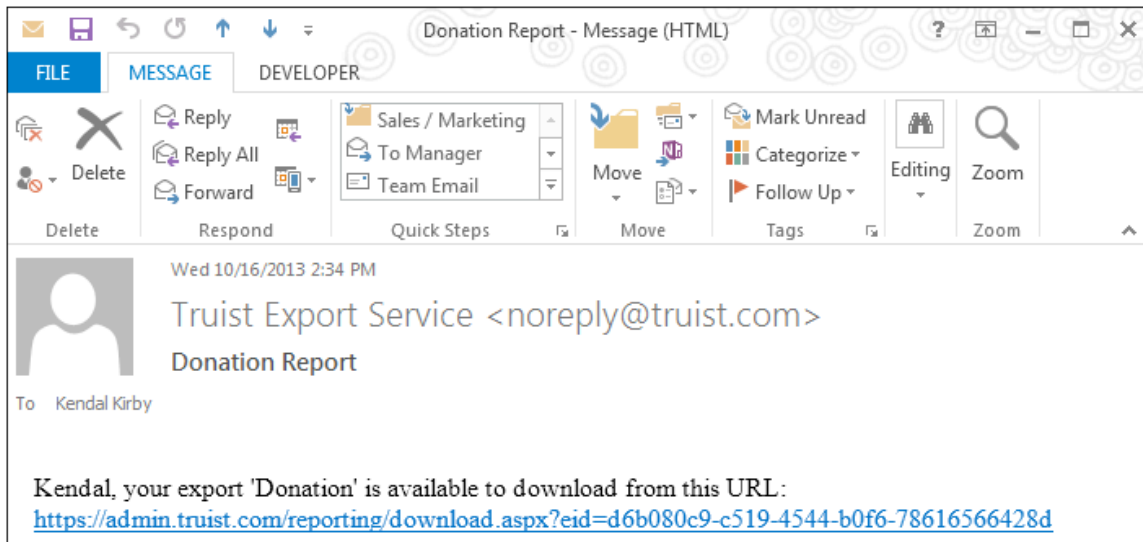 Donation Report - Message (HTML)
?
FILE MESSAGE DEVELOPER
Delete
Reply
Reply All
Forward
Sales / Marketing
To Manager
Team Email
Move
Mark Unread
Categorize
Follow Up
Editing
Zoom
Delete Respond Quick Steps Move Tags Zoom
Wed 10/16/2013 2:34 PM
Truist Export Service <noreply@truist.com>
Donation Report
To Kendal Kirby
Kendal, your export 'Donation' is available to download from this URL:
https://admin.truist.com/reporting/download.aspx?eid=d6b080c9-c519-4544-b0f6-78616566428d